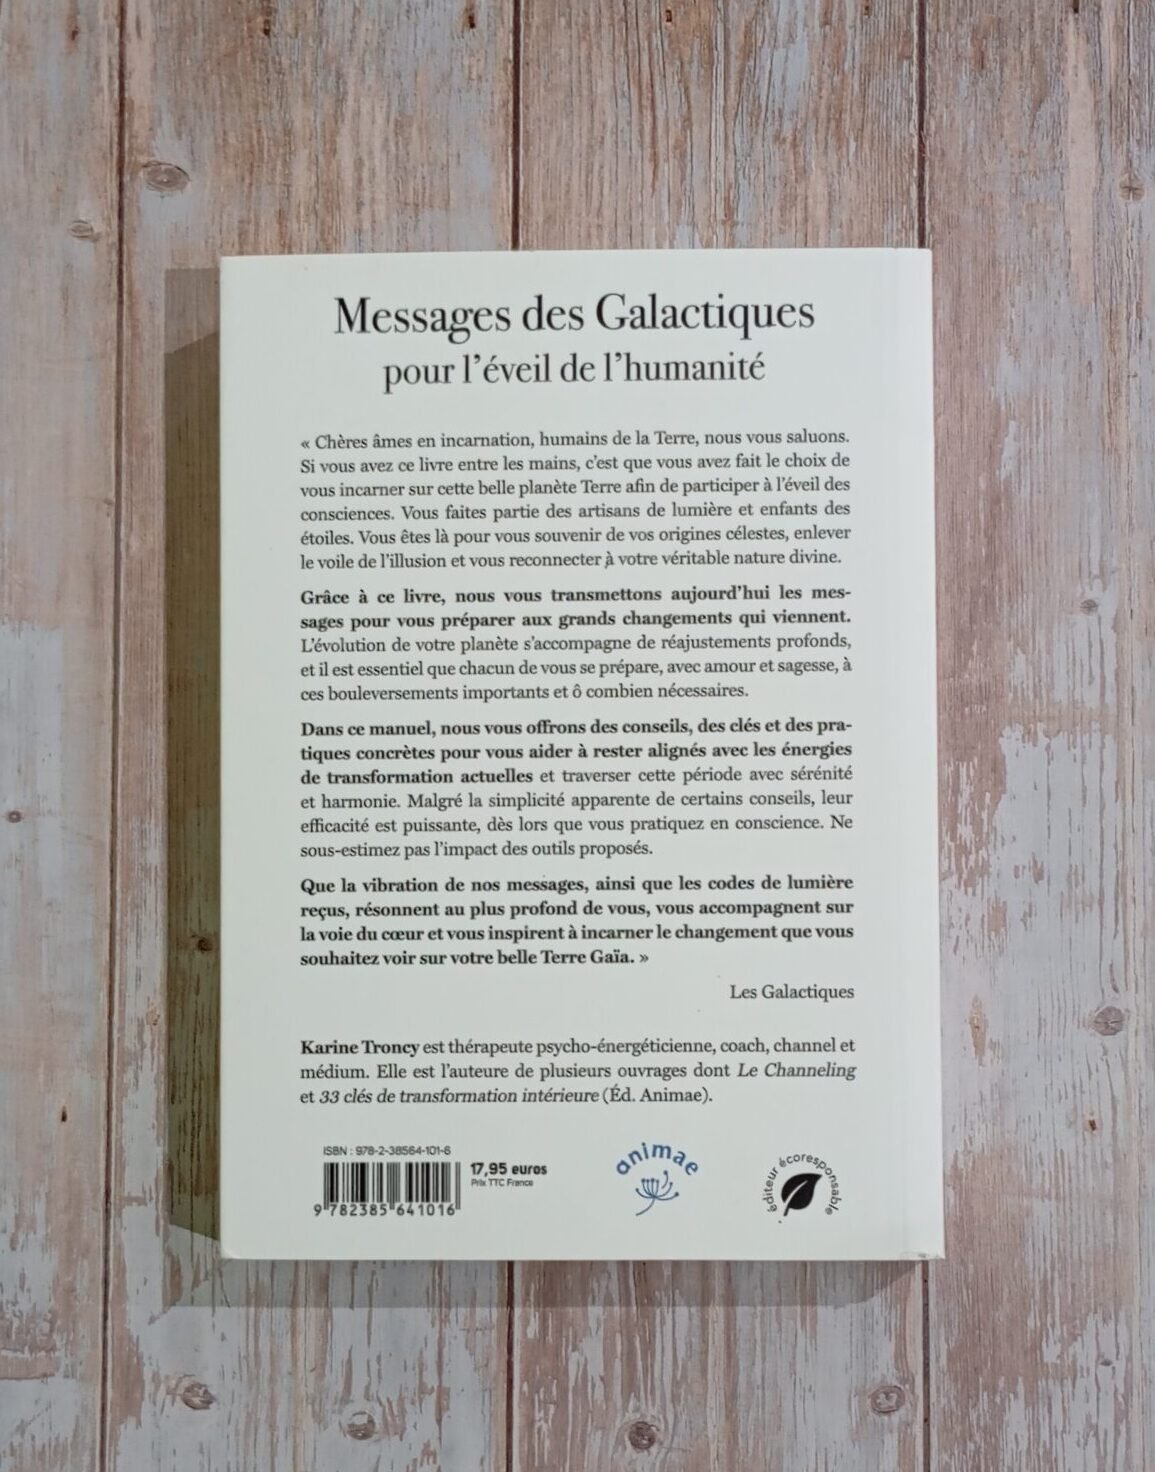 Messages des Galactiques
pour l'éveil de l'humanité
« Chères âmes en incarnation, humains de la Terre, nous vous saluons.
Si vous avez ce livre entre les mains, c'est que vous avez fait le choix de
vous incarner sur cette belle planète Terre afin de participer à l'éveil des
consciences. Vous faites partie des artisans de lumière et enfants des
étoiles. Vous êtes là pour vous souvenir de vos origines célestes, enlever
le voile de l'illusion et vous reconnecter à votre véritable nature divine.
Grâce à ce livre, nous vous transmettons aujourd'hui les mes-
sages pour vous préparer aux grands changements qui viennent.
L'évolution de votre planète s'accompagne de réajustements profonds,
et il est essentiel que chacun de vous se prépare, avec amour et sagesse, à
ces bouleversements importants et ô combien nécessaires.
Dans ce manuel, nous vous offrons des conseils, des clés et des pra-
tiques concrètes pour vous aider à rester alignés avec les énergies
de transformation actuelles et traverser cette période avec sérénité
et harmonie. Malgré la simplicité apparente de certains conseils, leur
efficacité est puissante, dès lors que vous pratiquez en conscience. Ne
sous-estimez pas l'impact des outils proposés.
Que la vibration de nos messages, ainsi que les codes de lumière
reçus, résonnent au plus profond de vous, vous accompagnent sur
la voie du cœur et vous inspirent à incarner le changement que vous
souhaitez voir sur votre belle Terre Gaïa. »
Les Galactiques
Karine Troncy est thérapeute psycho-énergéticienne, coach, channel et
médium. Elle est l'auteure de plusieurs ouvrages dont Le Channeling
et 33 clés de transformation intérieure (Éd. Animae).
ISBN : 978-2-38564-101-6
17,95 euros
Prix TTC France
9 782385 641016
animae
éditeur écoresponsable